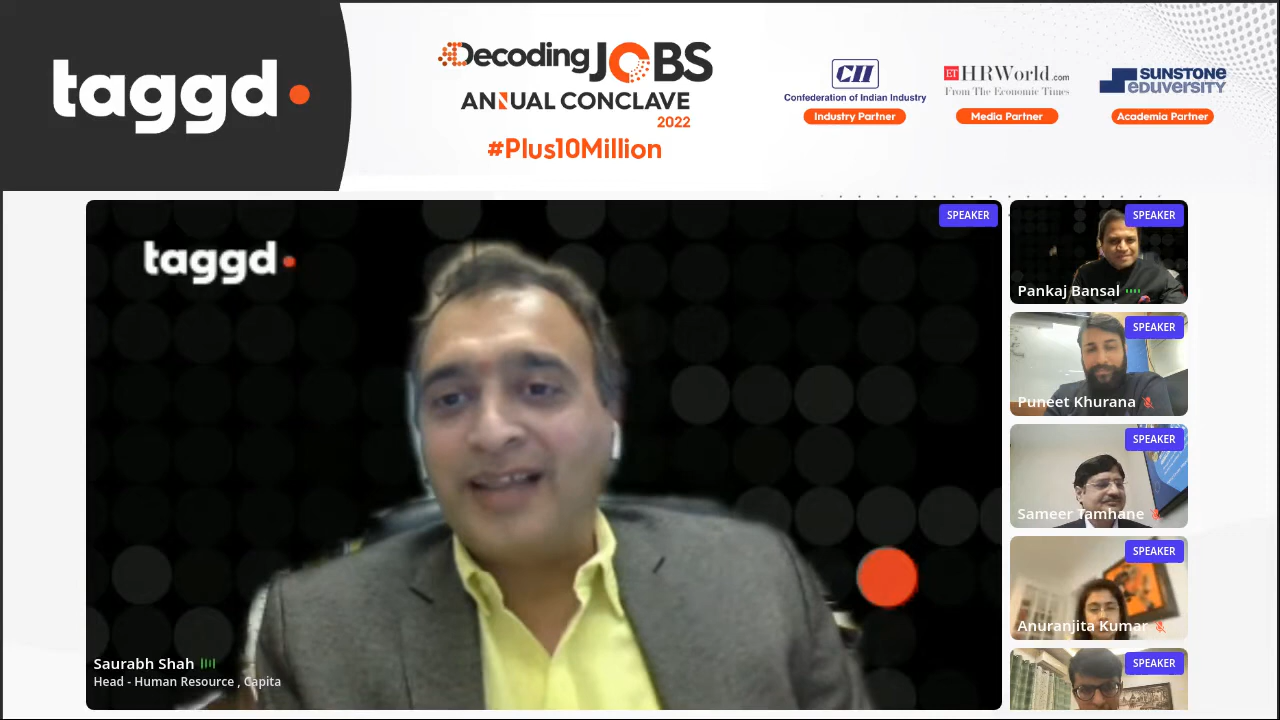 taggd
Decoding JOBS
ANNUAL CONCLAVE
2022
#Plus10Million
CII
Confederation of Indian Industry
Industry Partner
ET HRWorld.com
From The Economic Times
Media Partner
SUNSTONE
eDUVERSITY
Academia Partner
SPEAKER
taggd
Saurabh Shah
Head - Human Resource , Capita
SPEAKER
Pankaj Bansal
SPEAKER
Puneet Khurana
SPEAKER
Sameer Tamhane
SPEAKER
Anuranjita Kumar
SPEAKER